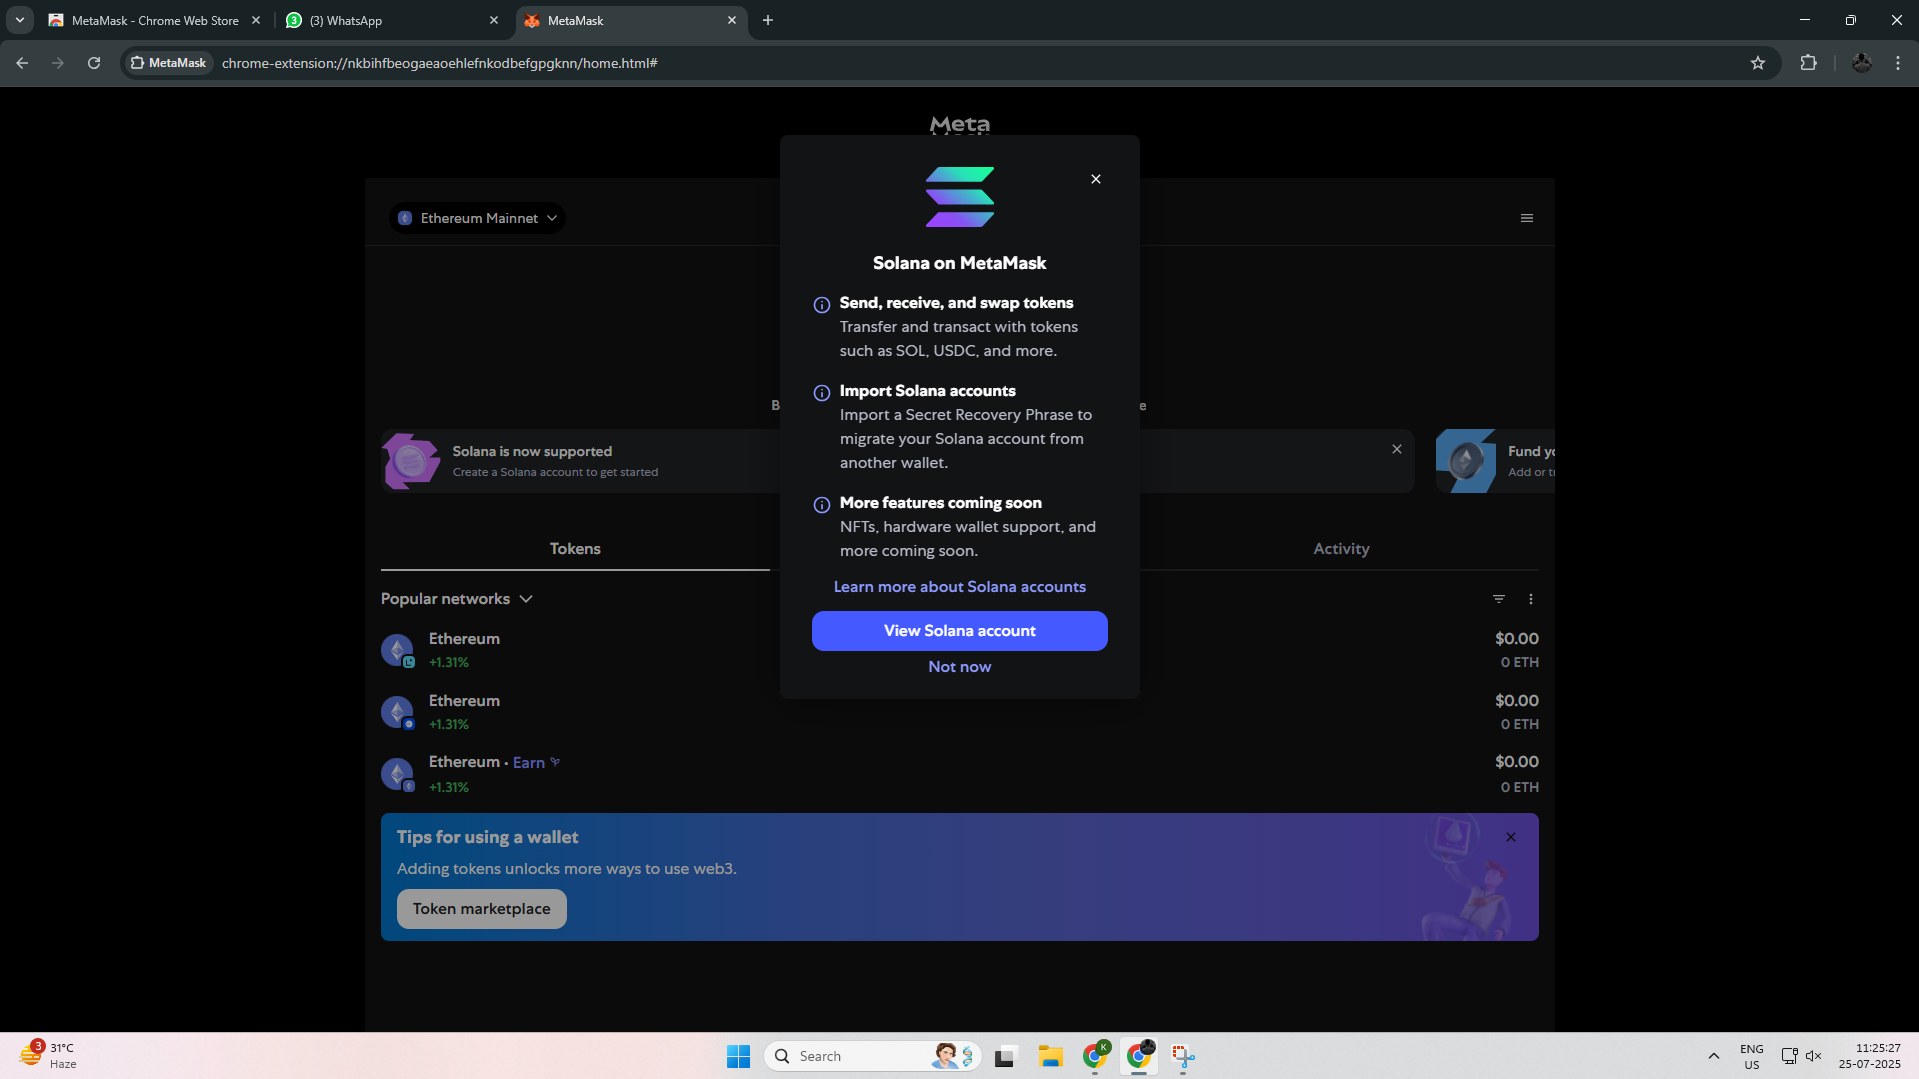 MetaMask - Chrome Web Store
(3) WhatsApp
MetaMask
MetaMask
chrome-extension://nkbihfbeogaeaoehlefnkodbefgpgknn/home.html#
Meta
Ethereum Mainnet
Solana on MetaMask
Send, receive, and swap tokens
Transfer and transact with tokens
such as SOL, USDC, and more.
Import Solana accounts
Import a Secret Recovery Phrase to
migrate your Solana account from
another wallet.
More features coming soon
NFTs, hardware wallet support, and
more coming soon.
Learn more about Solana accounts
View Solana account
Not now
B
e
Solana is now supported
Create a Solana account to get started
Fund yo
Add or tr
Tokens
Activity
Popular networks
Ethereum
$0.00
+1.31%
0 ETH
Ethereum
$0.00
+1.31%
0 ETH
Ethereum • Earn
$0.00
+1.31%
0 ETH
Tips for using a wallet
Adding tokens unlocks more ways to use web3.
Token marketplace
3
31°C
Haze
Search
K
ENG
US
11:25:27
25-07-2025